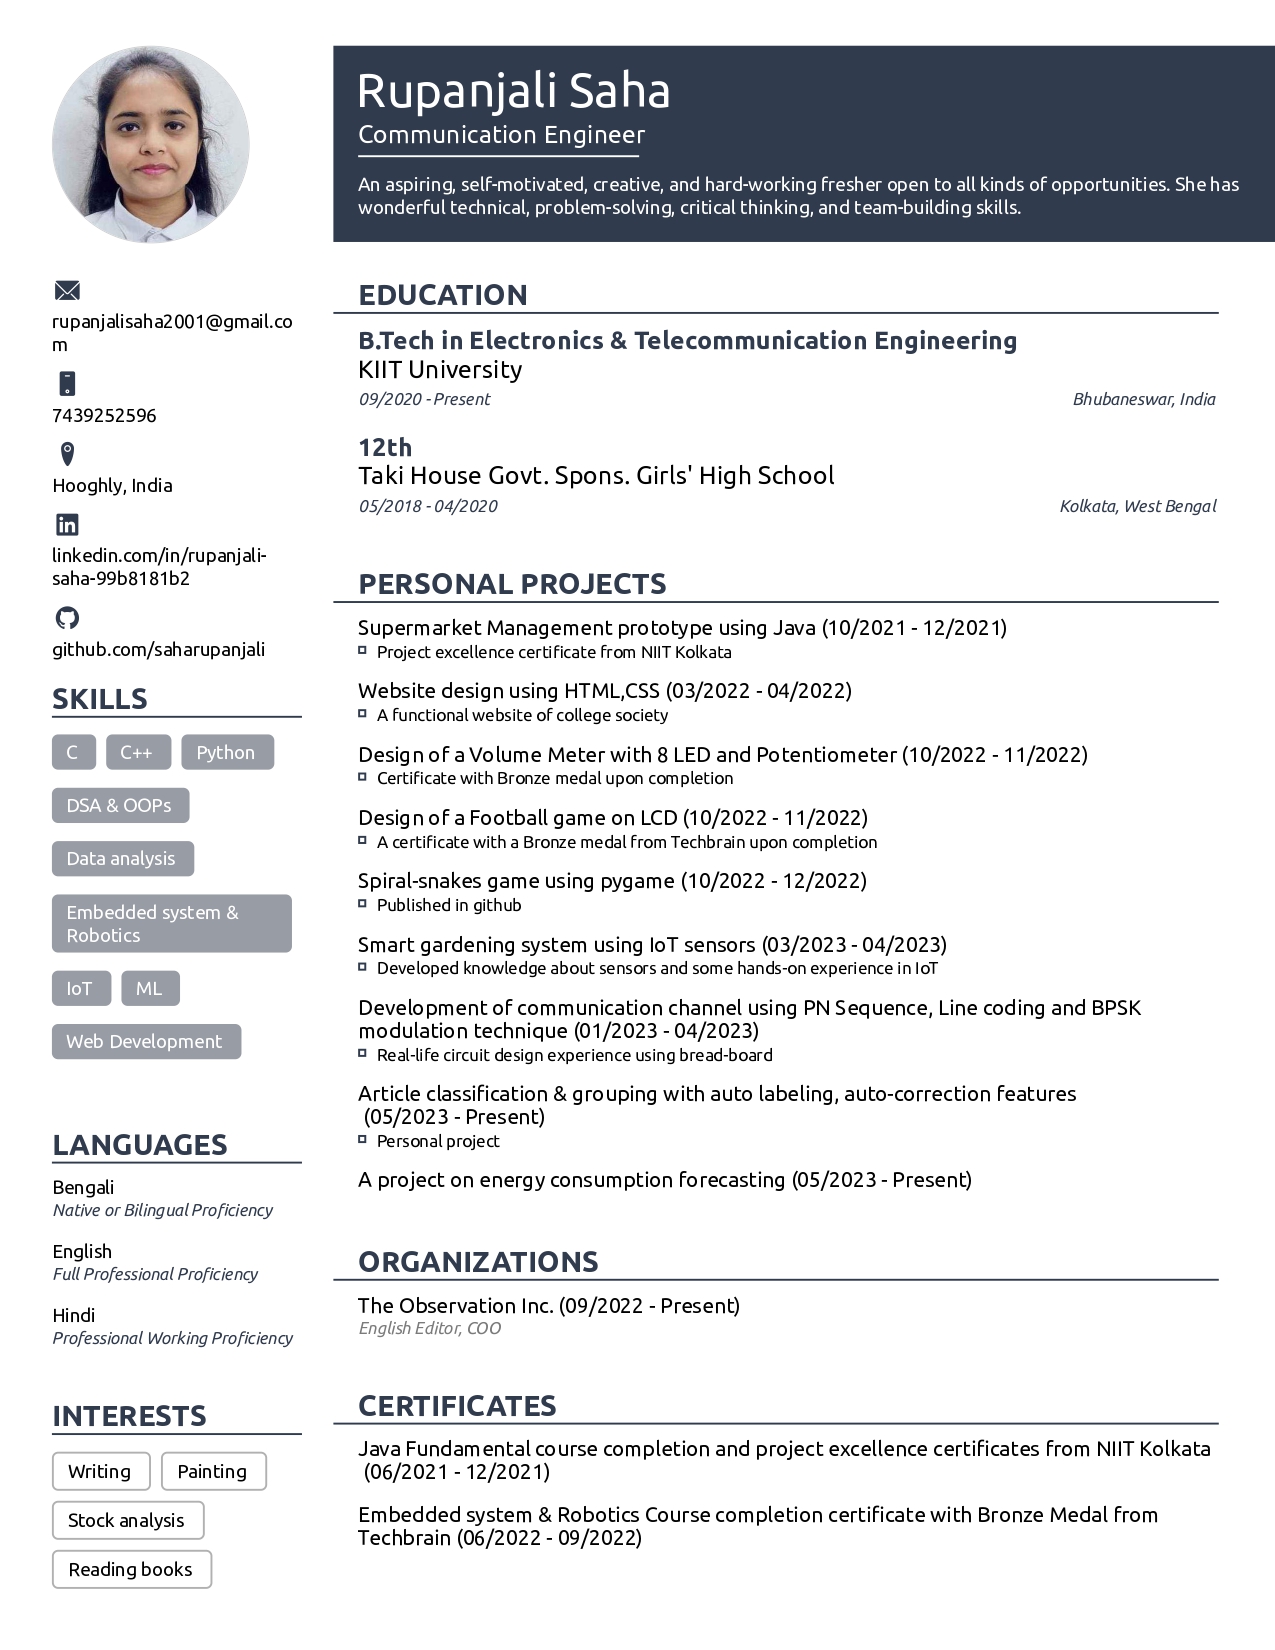 Rupanjali Saha
Communication Engineer
An aspiring, self-motivated, creative, and hard-working fresher open to all kinds of opportunities. She has
wonderful technical, problem-solving, critical thinking, and team-building skills.
rupanjalisaha2001@gmail.co
m
7439252596
Hooghly, India
linkedin.com/in/rupanjali-
saha-99b8181b2
github.com/saharupanjali
SKILLS
C C++ Python
DSA & OOPs
Data analysis
Embedded system &
Robotics
IoT ML
Web Development
LANGUAGES
Bengali
Native or Bilingual Proficiency
English
Full Professional Proficiency
Hindi
Professional Working Proficiency
INTERESTS
Writing Painting
Stock analysis
Reading books
EDUCATION
B.Tech in Electronics & Telecommunication Engineering
KIIT University
09/2020 - Present Bhubaneswar, India
12th
Taki House Govt. Spons. Girls' High School
05/2018 - 04/2020 Kolkata, West Bengal
PERSONAL PROJECTS
Supermarket Management prototype using Java (10/2021 - 12/2021)
Project excellence certificate from NIIT Kolkata
Website design using HTML,CSS (03/2022 - 04/2022)
A functional website of college society
Design of a Volume Meter with 8 LED and Potentiometer (10/2022 - 11/2022)
Certificate with Bronze medal upon completion
Design of a Football game on LCD (10/2022 - 11/2022)
A certificate with a Bronze medal from Techbrain upon completion
Spiral-snakes game using pygame (10/2022 - 12/2022)
Published in github
Smart gardening system using IoT sensors (03/2023 - 04/2023)
Developed knowledge about sensors and some hands-on experience in IoT
Development of communication channel using PN Sequence, Line coding and BPSK
modulation technique (01/2023 - 04/2023)
Real-life circuit design experience using bread-board
Article classification & grouping with auto labeling, auto-correction features
(05/2023 - Present)
Personal project
A project on energy consumption forecasting (05/2023 - Present)
ORGANIZATIONS
The Observation Inc. (09/2022 - Present)
English Editor, COO
CERTIFICATES
Java Fundamental course completion and project excellence certificates from NIIT Kolkata
(06/2021 - 12/2021)
Embedded system & Robotics Course completion certificate with Bronze Medal from
Techbrain (06/2022 - 09/2022)